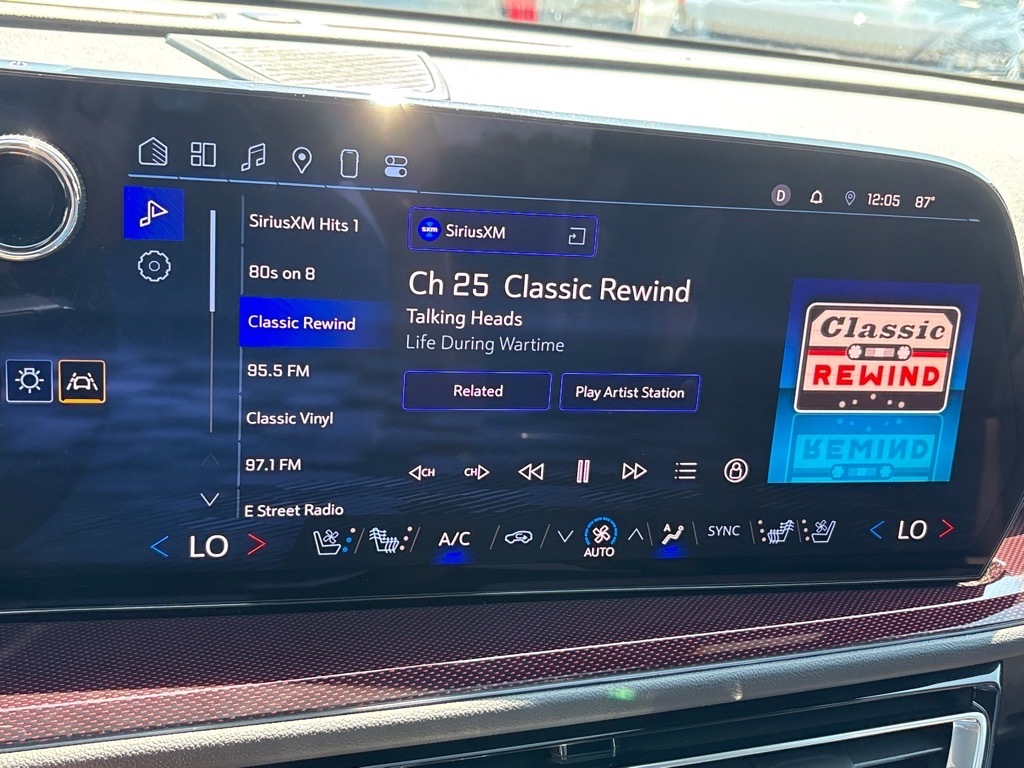 D 12:05 87°
SiriusXM Hits 1
80s on 8
Classic Rewind
95.5 FM
Classic Vinyl
97.1 FM
E Street Radio
sxm SiriusXM
Ch 25 Classic Rewind
Talking Heads
Life During Wartime
Related
Play Artist Station
CH
CH
Classic
REWIND
LO
A/C
AUTO
A
SYNC
LO